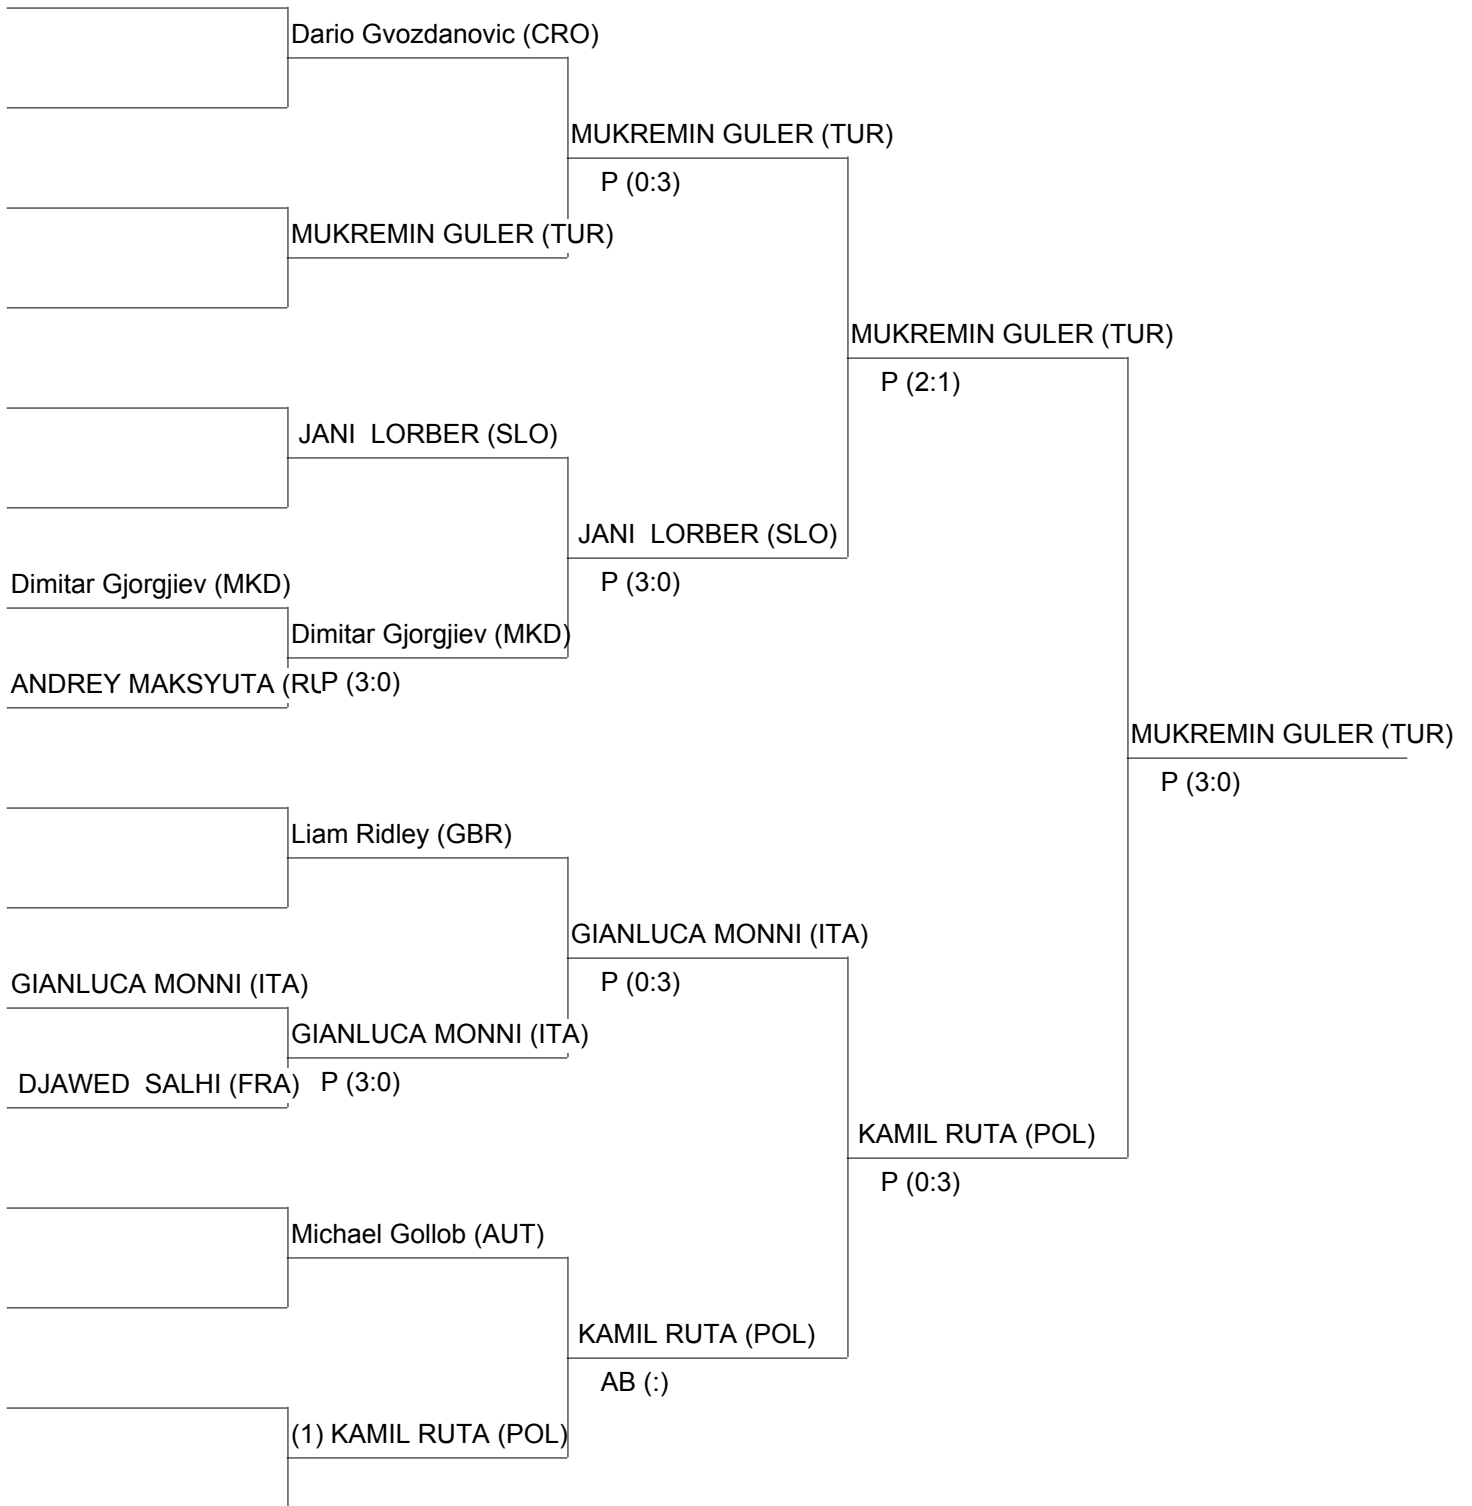 Dario Gvozdanovic (CRO)
MUKREMIN GULER (TUR)
P (0:3)
MUKREMIN GULER (TUR)
MUKREMIN GULER (TUR)
P (2:1)
JANI LORBER (SLO)
JANI LORBER (SLO)
P (3:0)
Dimitar Gjorgjiev (MKD)
Dimitar Gjorgjiev (MKD)
ANDREY MAKSYUTA (RU
P (3:0)
MUKREMIN GULER (TUR)
P (3:0)
Liam Ridley (GBR)
GIANLUCA MONNI (ITA)
P (0:3)
GIANLUCA MONNI (ITA)
GIANLUCA MONNI (ITA)
DJAWED SALHI (FRA)
P (3:0)
KAMIL RUTA (POL)
P (0:3)
Michael Gollob (AUT)
KAMIL RUTA (POL)
AB (:)
(1) KAMIL RUTA (POL)